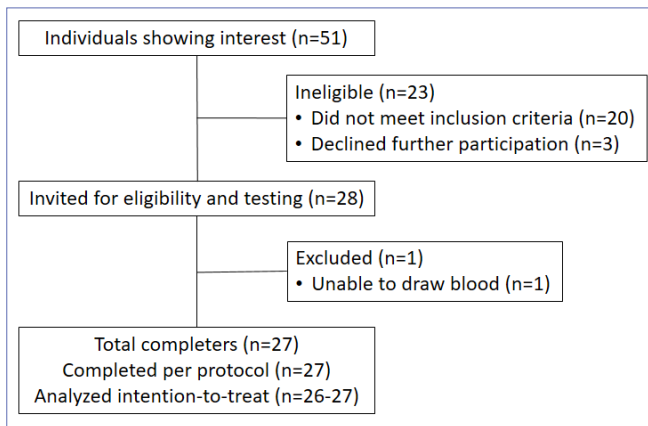 Individuals showing interest (n=51)
Ineligible (n=23)
• Did not meet inclusion criteria (n=20)
• Declined further participation (n=3)
Invited for eligibility and testing (n=28)
Excluded (n=1)
• Unable to draw blood (n=1)
Total completers (n=27)
Completed per protocol (n=27)
Analyzed intention-to-treat (n=26-27)